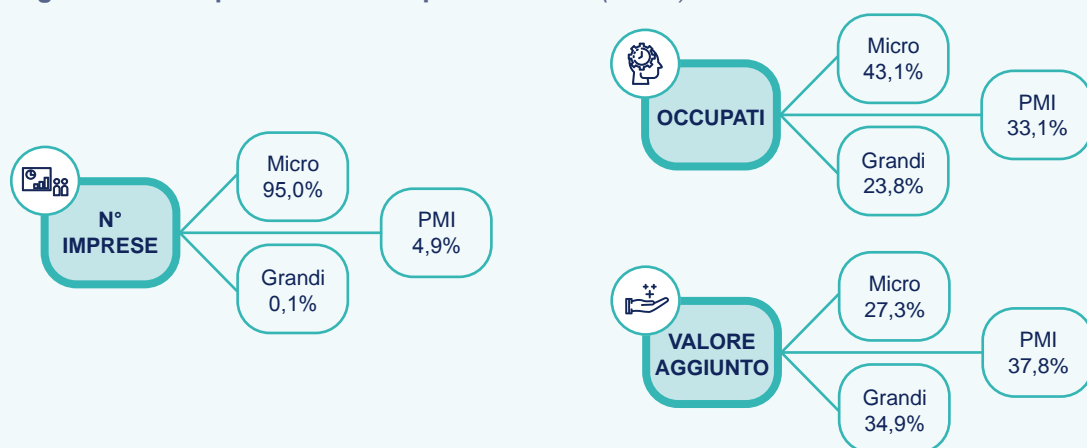 N°
IMPRESE
Micro
95,0%
PMI
4,9%
Grandi
0,1%
OCCUPATI
Micro
43,1%
PMI
33,1%
Grandi
23,8%
VALORE
AGGIUNTO
Micro
27,3%
PMI
37,8%
Grandi
34,9%